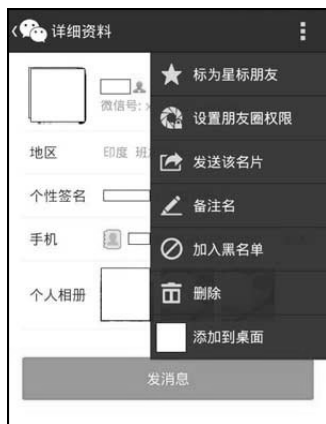 详细资料
标为星标朋友
微信号: x
设置朋友圈权限
地区 印度 班
发送该名片
个性签名
备注名
手机
加入黑名单
个人相册
删除
添加到桌面
发消息